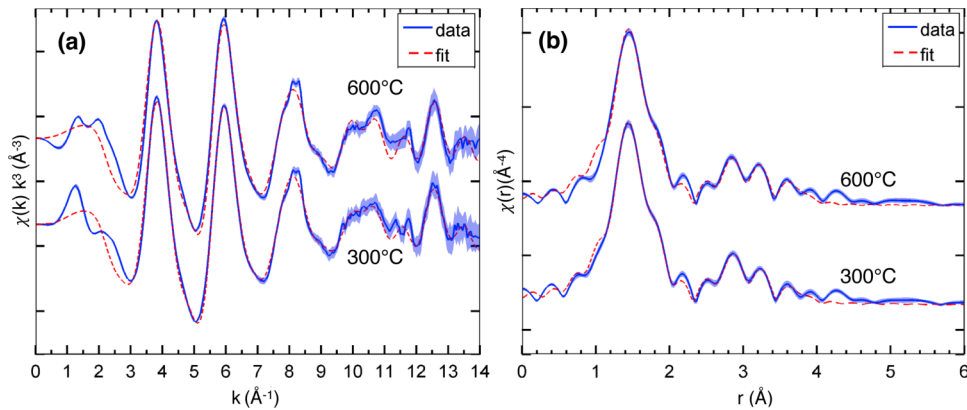 (a)
data
fit
600°C
300°C
χ(k) k³ (Å⁻³)
0 1 2 3 4 5 6 7 8 9 10 11 12 13 14
k (Å⁻¹)
(b)
data
fit
600°C
300°C
χ(r)(Å⁻⁴)
0 1 2 3 4 5 6
r (Å)